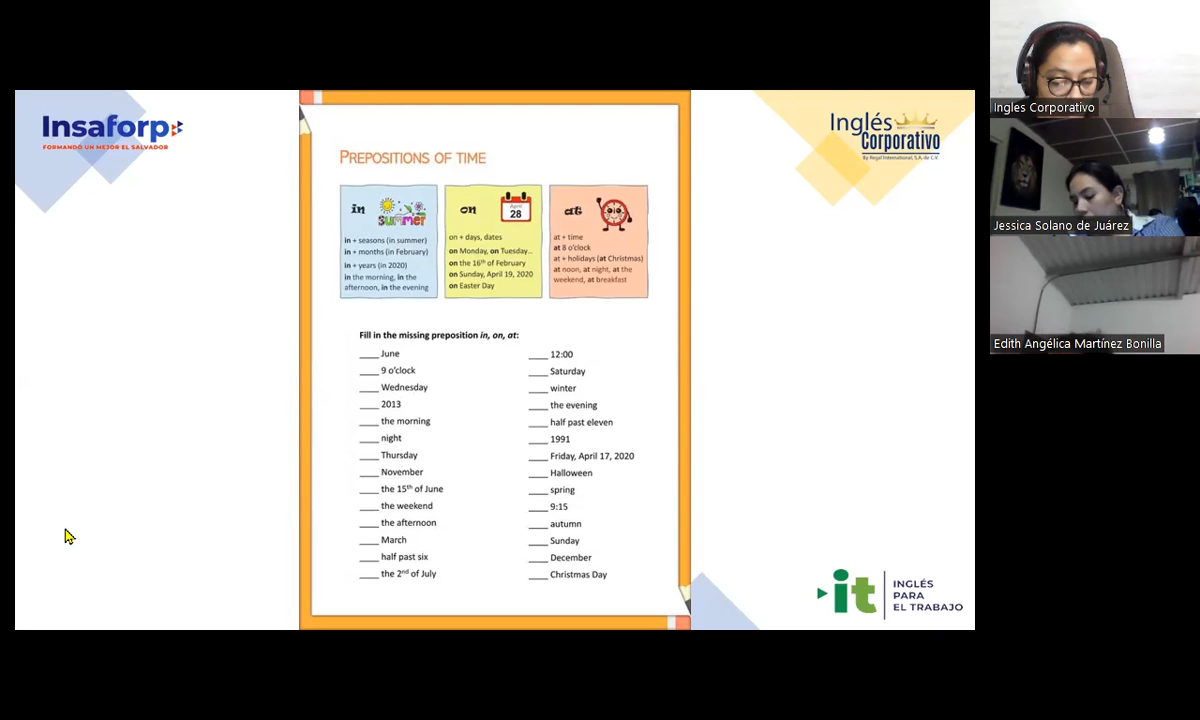 Insaforp
FORMANDO UN MEJOR EL SALVADOR
Inglés
Corporativo
By Regal International, S.A. de C.V.
PREPOSITIONS OF TIME
in
summer
in + seasons (in summer)
in + months (in February)
in + years (in 2020)
in the morning, in the
afternoon, in the evening
on
April
28
on + days, dates
on Monday, on Tuesday...
on the 16th of February
on Sunday, April 19, 2020
on Easter Day
at
at + time
at 8 o'clock
at + holidays (at Christmas)
at noon, at night, at the
weekend, at breakfast
Fill in the missing preposition in, on, at:
____ June
____ 9 o'clock
____ Wednesday
____ 2013
____ the morning
____ night
____ Thursday
____ November
____ the 15th of June
____ the weekend
____ the afternoon
____ March
____ half past six
____ the 2nd of July
____ 12:00
____ Saturday
____ winter
____ the evening
____ half past eleven
____ 1991
____ Friday, April 17, 2020
____ Halloween
____ spring
____ 9:15
____ autumn
____ Sunday
____ December
____ Christmas Day
it
INGLÉS
PARA
EL TRABAJO
Ingles Corporativo
Jessica Solano de Juárez
Edith Angélica Martínez Bonilla